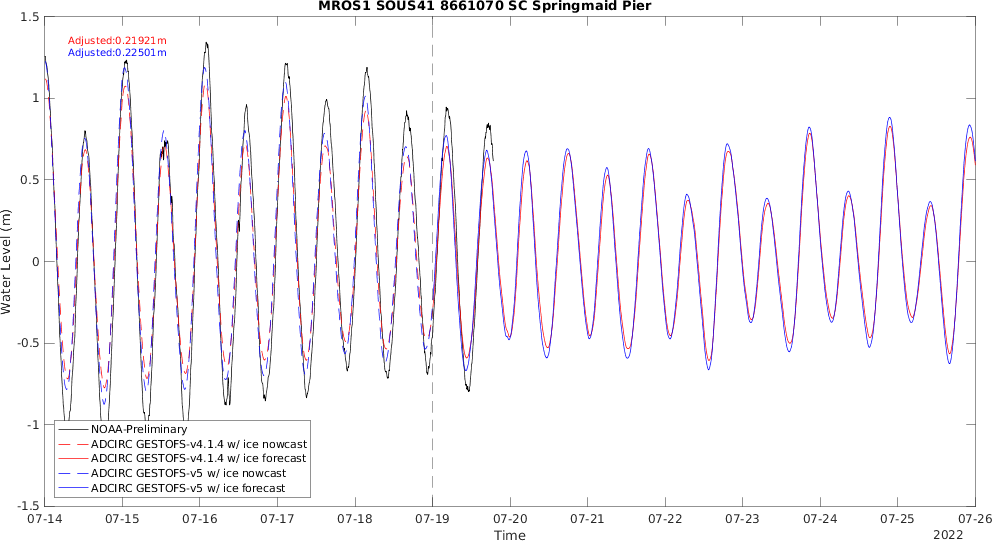 MROS1 SOUS41 8661070 SC Springmaid Pier
Adjusted:0.21921m
Adjusted:0.22501m
1.5
1
0.5
0
-0.5
-1
-1.5
Water Level (m)
NOAA-Preliminary
ADCIRC GESTOFS-v4.1.4 w/ ice nowcast
ADCIRC GESTOFS-v4.1.4 w/ ice forecast
ADCIRC GESTOFS-v5 w/ ice nowcast
ADCIRC GESTOFS-v5 w/ ice forecast
07-14 07-15 07-16 07-17 07-18 07-19 07-20 07-21 07-22 07-23 07-24 07-25 07-26
Time
2022